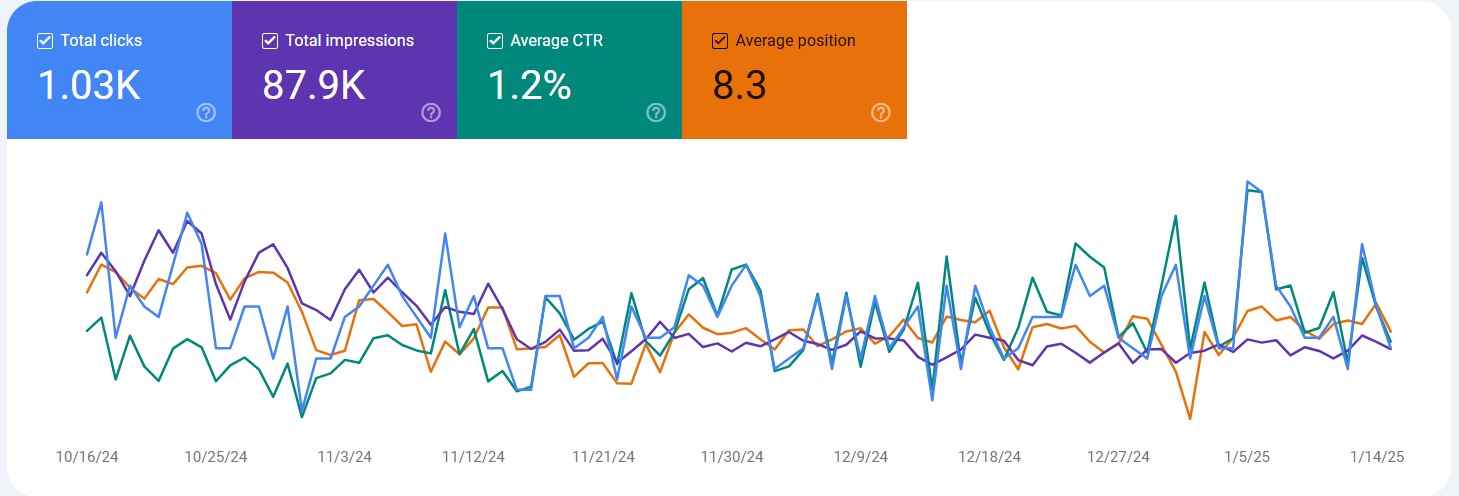 Total clicks
1.03K
Total impressions
87.9K
Average CTR
1.2%
Average position
8.3
10/16/24 10/25/24 11/3/24 11/12/24 11/21/24 11/30/24 12/9/24 12/18/24 12/27/24 1/5/25 1/14/25